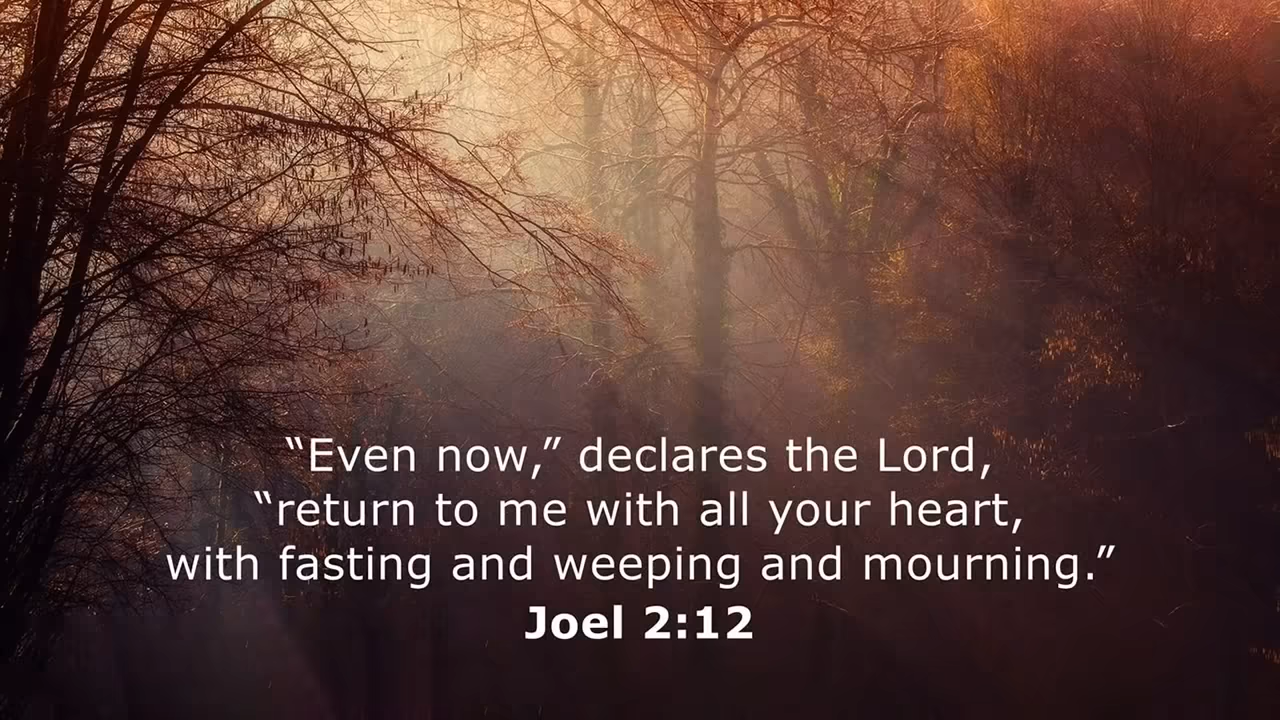 “Even now,” declares the Lord,
“return to me with all your heart,
with fasting and weeping and mourning.”
Joel 2:12